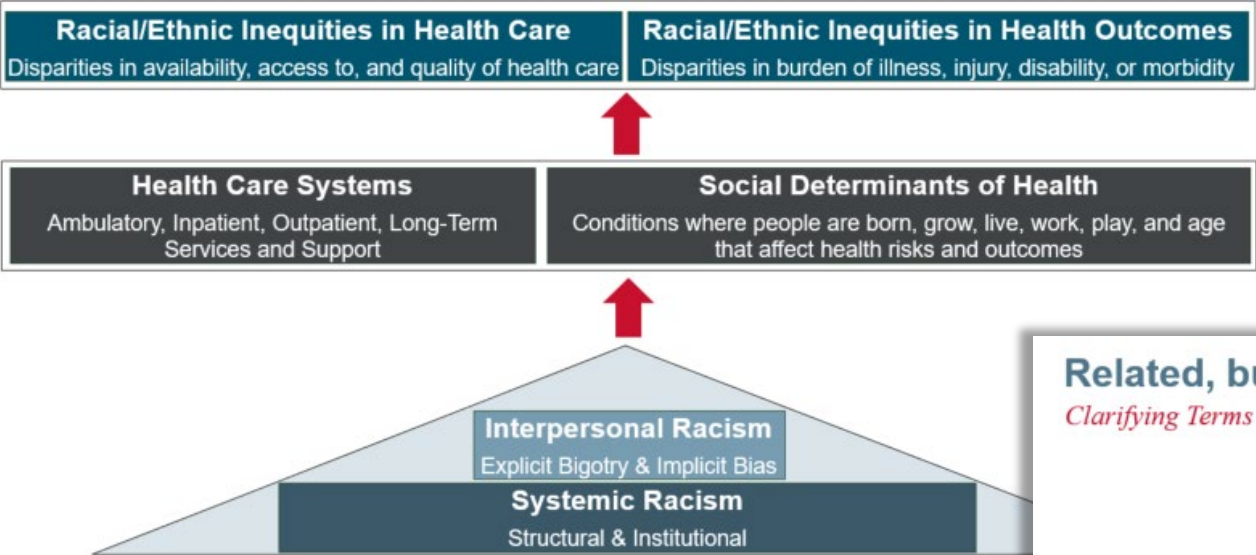 Racial/Ethnic Inequities in Health Care
Disparities in availability, access to, and quality of health care
Racial/Ethnic Inequities in Health Outcomes
Disparities in burden of illness, injury, disability, or morbidity
Health Care Systems
Ambulatory, Inpatient, Outpatient, Long-Term
Services and Support
Social Determinants of Health
Conditions where people are born, grow, live, work, play, and age
that affect health risks and outcomes
Interpersonal Racism
Explicit Bigotry & Implicit Bias
Systemic Racism
Structural & Institutional
Related,
Clarifying Terms